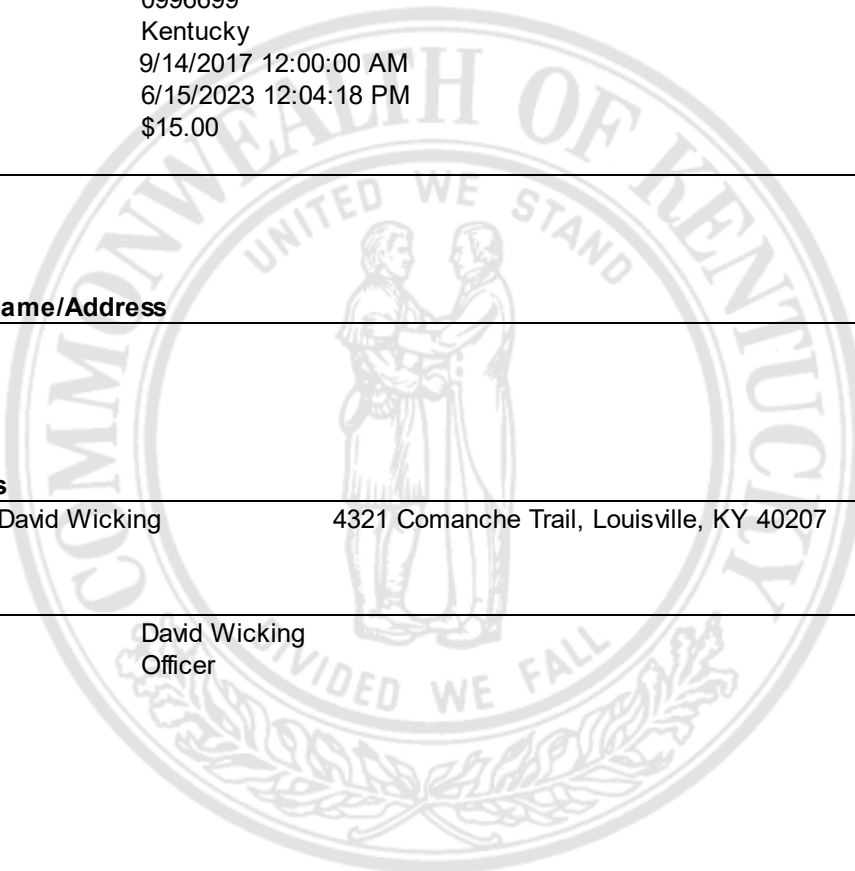 0996699
Kentucky
9/14/2017 12:00:00 AM
6/15/2023 12:04:18 PM
$15.00
COMMONWEALTH OF KENTUCKY
UNITED WE STAND
ame/Address
s
David Wicking 4321 Comanche Trail, Louisville, KY 40207
David Wicking
Officer
DIVIDED WE FALL